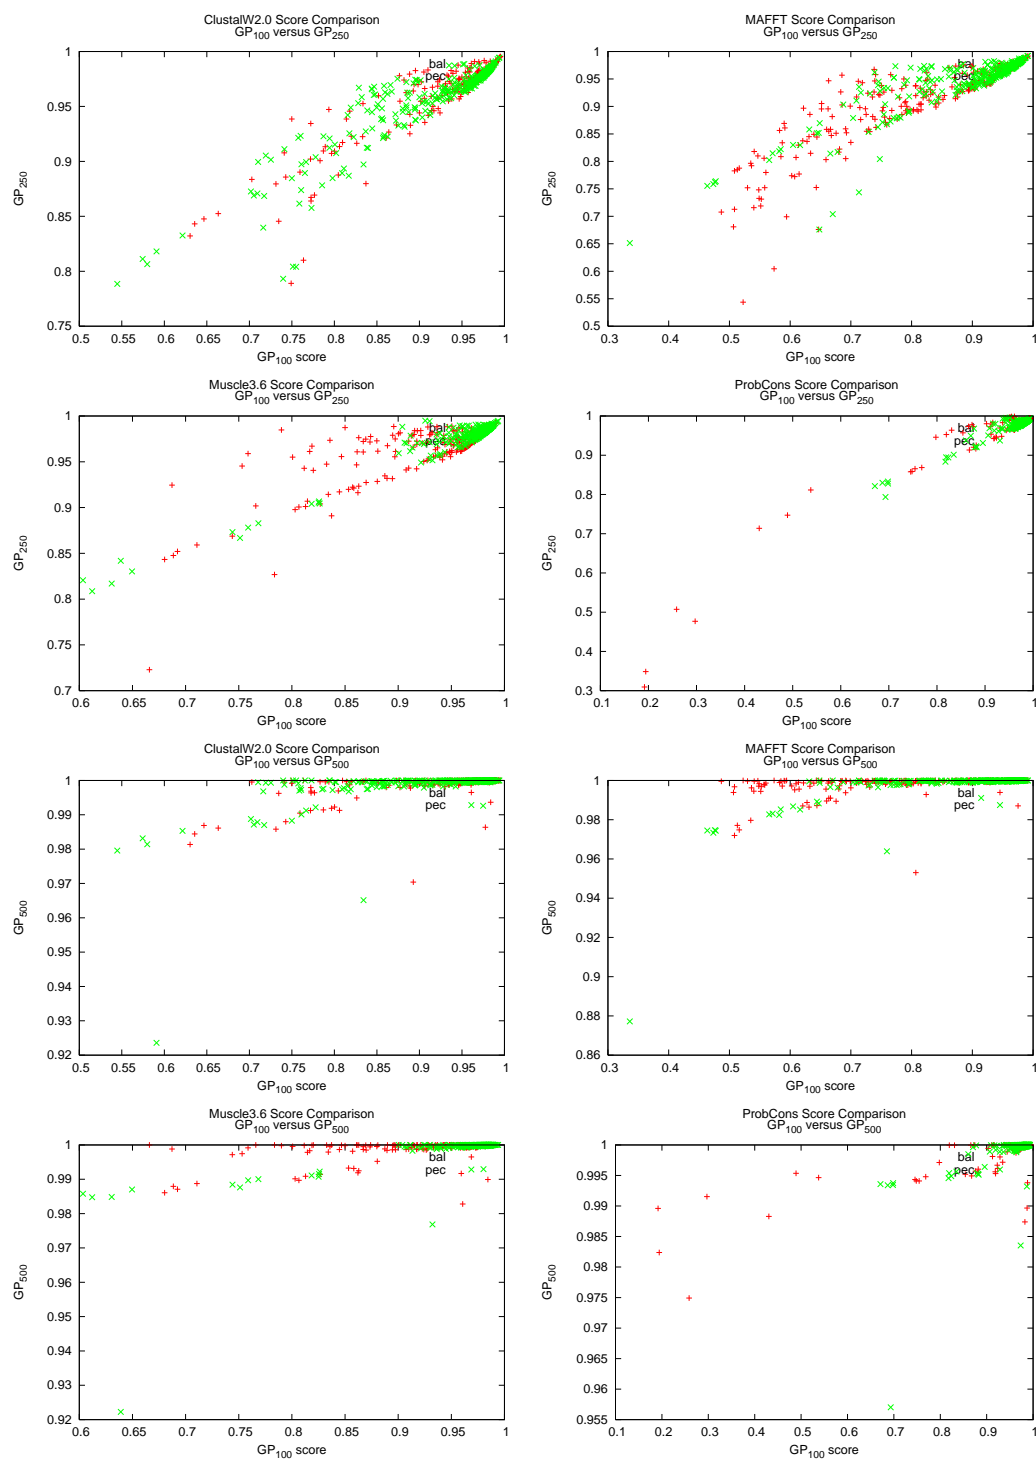 ClustalW2.0 Score Comparison
GP100 versus GP250
bal
pec
1
0.95
0.9
0.85
0.8
0.75
GP250
0.5 0.55 0.6 0.65 0.7 0.75 0.8 0.85 0.9 0.95 1
GP100 score
MAFFT Score Comparison
GP100 versus GP250
bal
pec
1
0.95
0.9
0.85
0.8
0.75
0.7
0.65
0.6
0.55
0.5
GP250
0.3 0.4 0.5 0.6 0.7 0.8 0.9 1
GP100 score
Muscle3.6 Score Comparison
GP100 versus GP250
bal
pec
1
0.95
0.9
0.85
0.8
0.75
0.7
GP250
0.6 0.65 0.7 0.75 0.8 0.85 0.9 0.95 1
GP100 score
ProbCons Score Comparison
GP100 versus GP250
bal
pec
1
0.9
0.8
0.7
0.6
0.5
0.4
0.3
GP250
0.1 0.2 0.3 0.4 0.5 0.6 0.7 0.8 0.9 1
GP100 score
ClustalW2.0 Score Comparison
GP100 versus GP500
bal
pec
1
0.99
0.98
0.97
0.96
0.95
0.94
0.93
0.92
GP500
0.5 0.55 0.6 0.65 0.7 0.75 0.8 0.85 0.9 0.95 1
GP100 score
MAFFT Score Comparison
GP100 versus GP500
bal
pec
1
0.98
0.96
0.94
0.92
0.9
0.88
0.86
GP500
0.3 0.4 0.5 0.6 0.7 0.8 0.9 1
GP100 score
Muscle3.6 Score Comparison
GP100 versus GP500
bal
pec
1
0.99
0.98
0.97
0.96
0.95
0.94
0.93
0.92
GP500
0.6 0.65 0.7 0.75 0.8 0.85 0.9 0.95 1
GP100 score
ProbCons Score Comparison
GP100 versus GP500
bal
pec
1
0.995
0.99
0.985
0.98
0.975
0.97
0.965
0.96
0.955
GP500
0.1 0.2 0.3 0.4 0.5 0.6 0.7 0.8 0.9 1
GP100 score